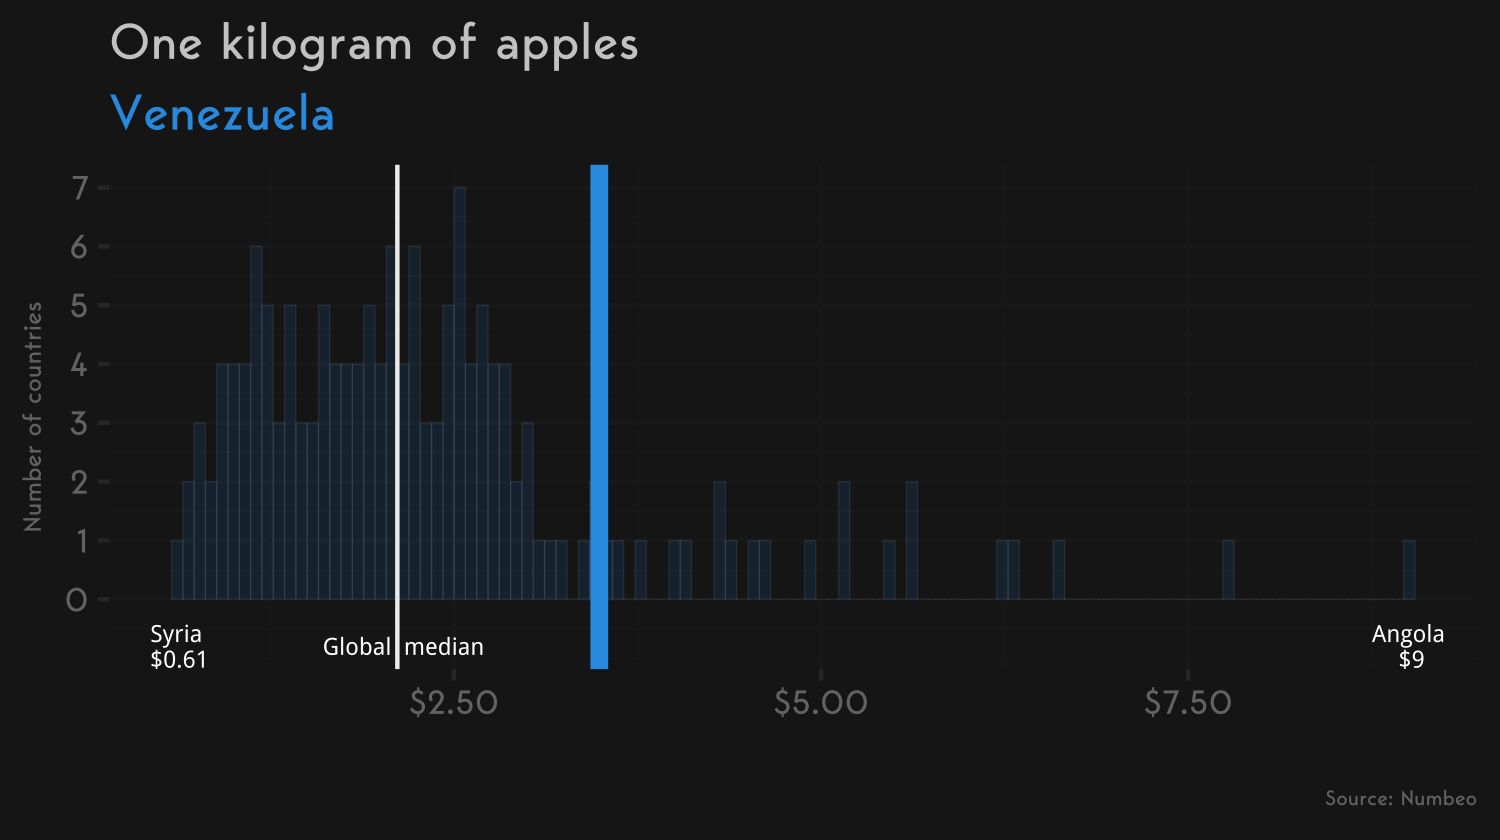 One kilogram of apples
Venezuela
Number of countries
7
6
5
4
3
2
1
0
Syria
$0.61
Global median
Angola
$9
$2.50
$5.00
$7.50
Source: Numbeo